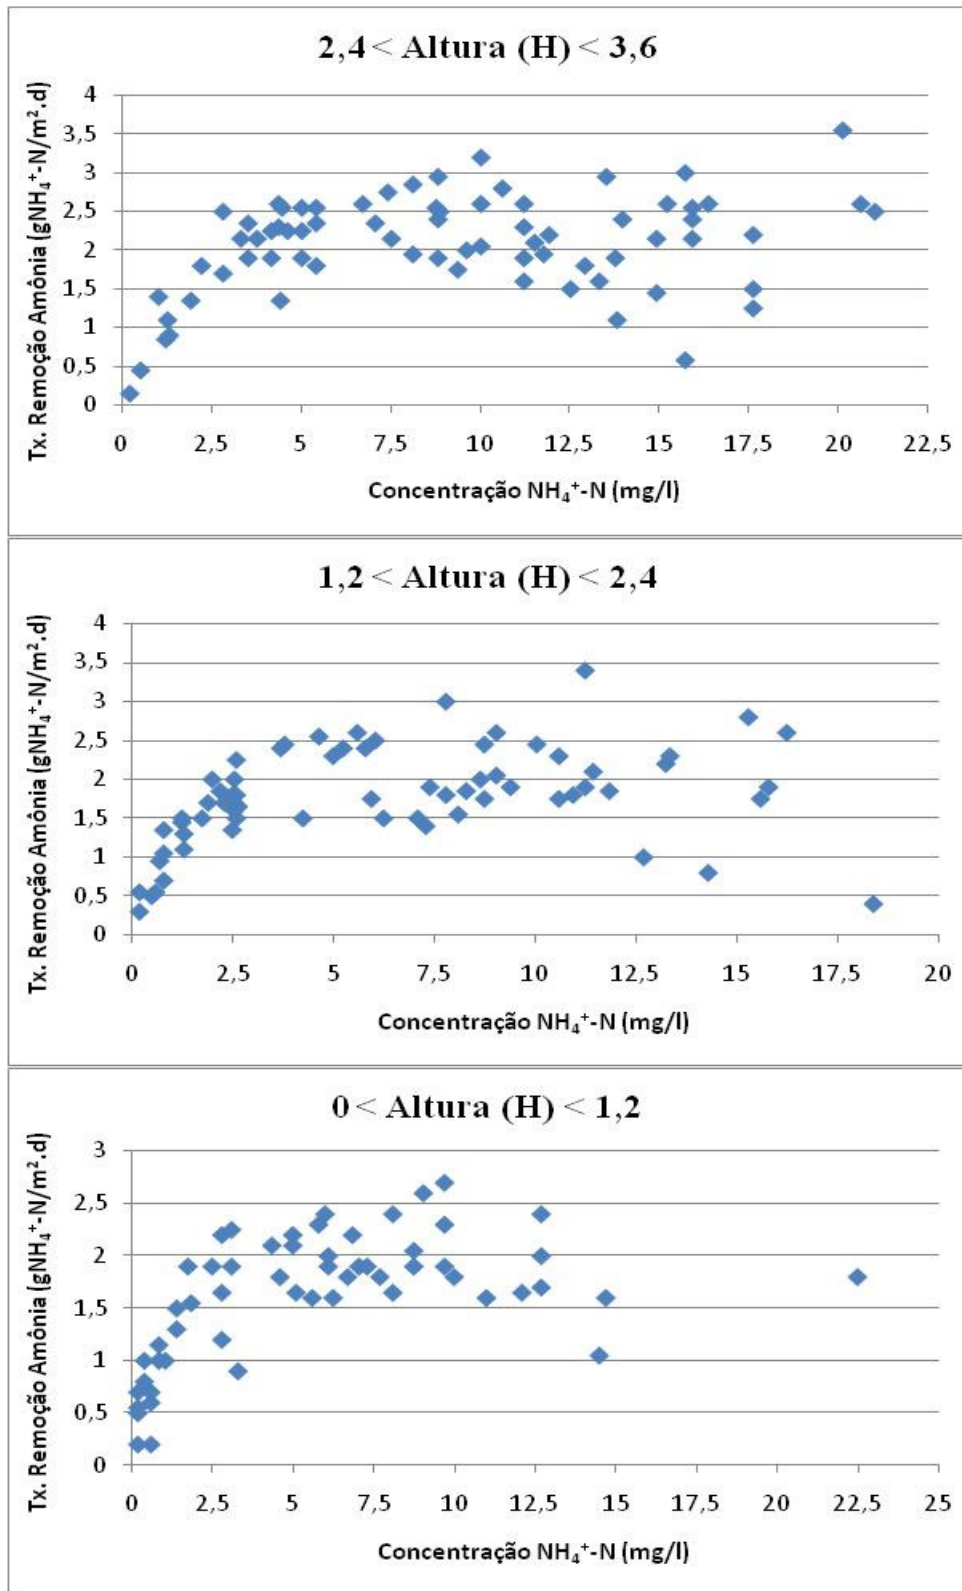 2,4 < Altura (H) < 3,6
Tx. Remoção Amônia (gNH₄⁺-N/m².d)
4
3,5
3
2,5
2
1,5
1
0,5
0
0 2,5 5 7,5 10 12,5 15 17,5 20 22,5
Concentração NH₄⁺-N (mg/l)
1,2 < Altura (H) < 2,4
Tx. Remoção Amônia (gNH₄⁺-N/m².d)
4
3,5
3
2,5
2
1,5
1
0,5
0
0 2,5 5 7,5 10 12,5 15 17,5 20
Concentração NH₄⁺-N (mg/l)
0 < Altura (H) < 1,2
Tx. Remoção Amônia (gNH₄⁺-N/m².d)
3
2,5
2
1,5
1
0,5
0
0 2,5 5 7,5 10 12,5 15 17,5 20 22,5 25
Concentração NH₄⁺-N (mg/l)